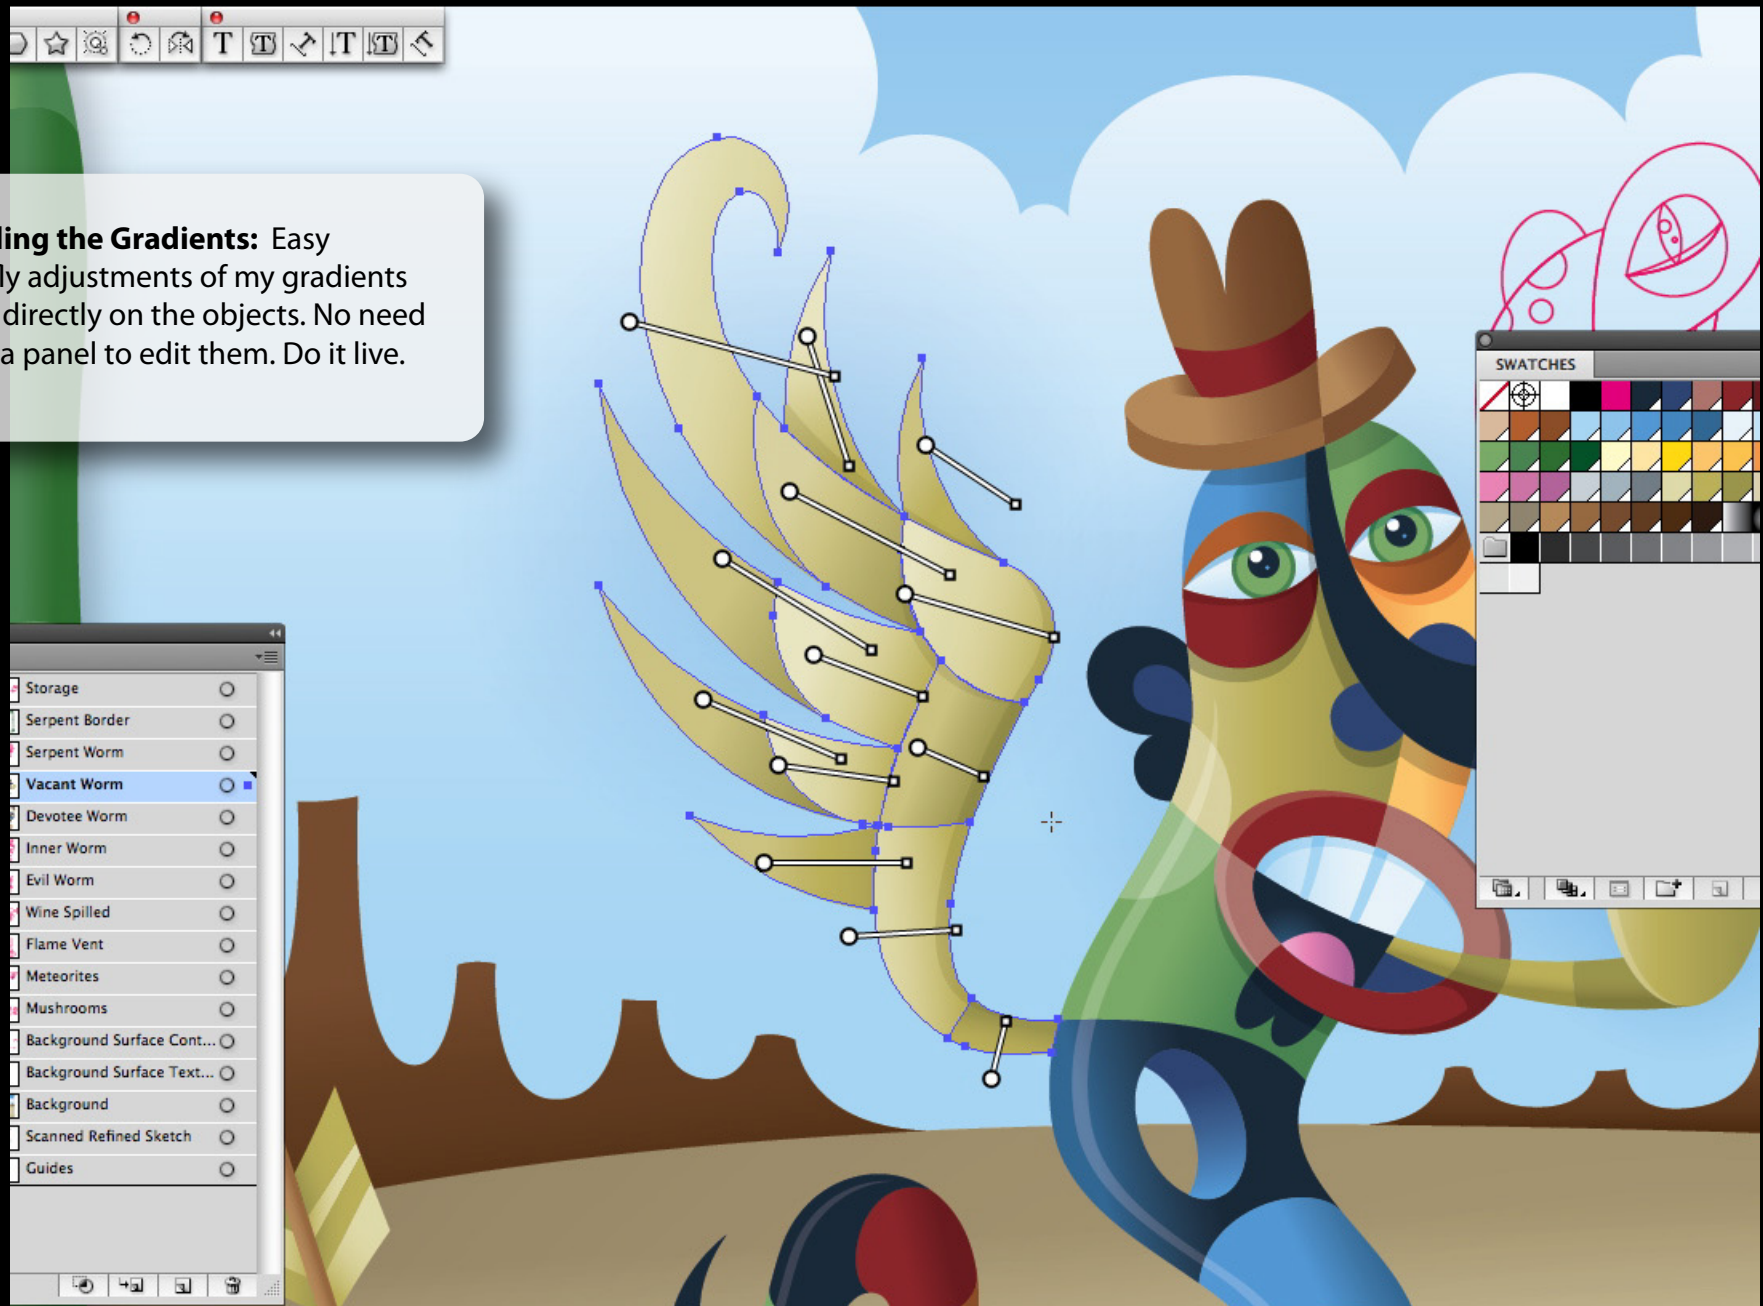 T T T T
ling the Gradients: Easy
ly adjustments of my gradients
directly on the objects. No need
a panel to edit them. Do it live.
SWATCHES
Storage
Serpent Border
Serpent Worm
Vacant Worm
Devotee Worm
Inner Worm
Evil Worm
Wine Spilled
Flame Vent
Meteorites
Mushrooms
Background Surface Cont...
Background Surface Text...
Background
Scanned Refined Sketch
Guides